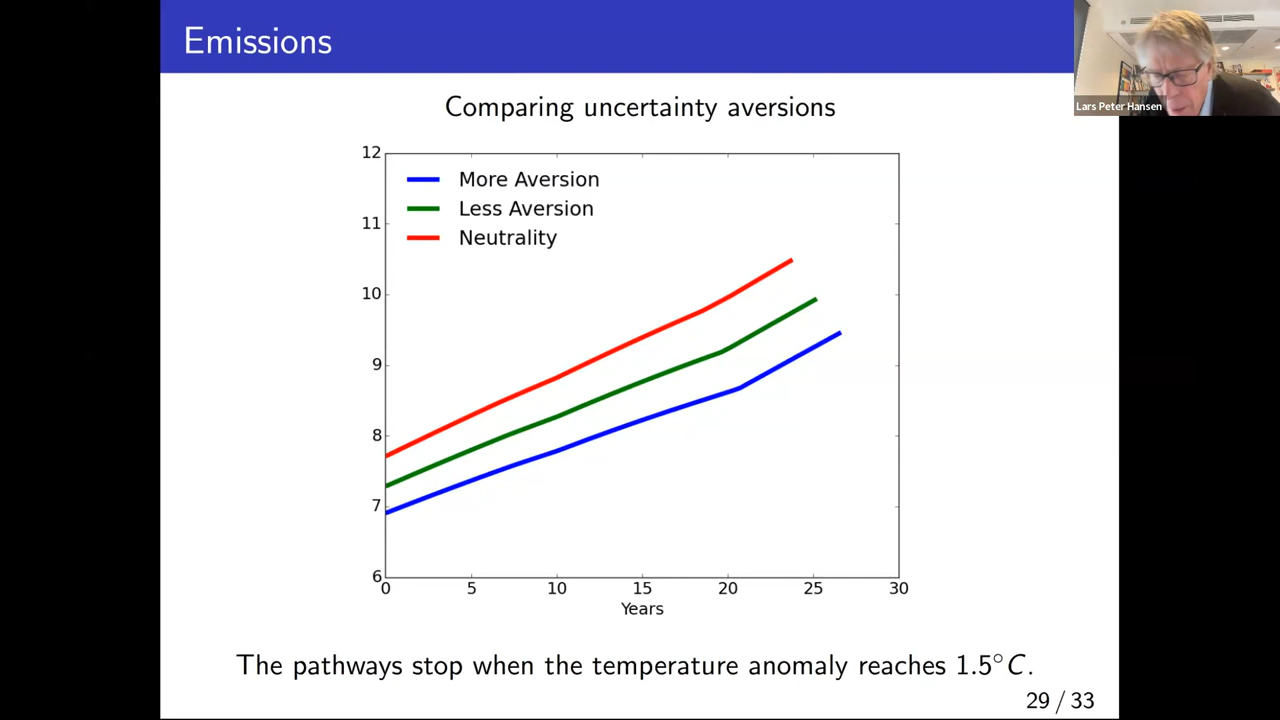 Emissions
Lars Peter Hansen
Comparing uncertainty aversions
12
11
10
9
8
7
6
More Aversion
Less Aversion
Neutrality
0 5 10 15 20 25 30
Years
The pathways stop when the temperature anomaly reaches 1.5°C.
29 / 33